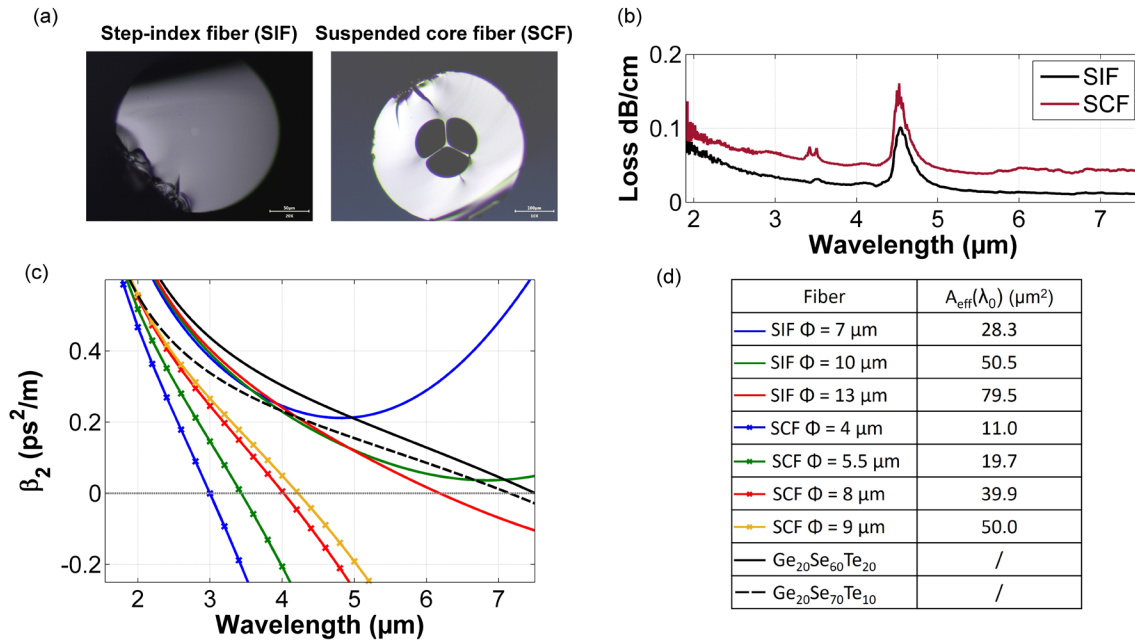 (a)
Step-index fiber (SIF)
Suspended core fiber (SCF)
50μm
20X
100μm
10X
(b)
Loss dB/cm
0.2
0.1
0
2
3
4
5
6
7
Wavelength (μm)
SIF
SCF
(c)
β₂ (ps²/m)
0.4
0.2
0
-0.2
2
3
4
5
6
7
Wavelength (μm)
(d)
Fiber Aeff(λ₀) (μm²)
SIF Φ = 7 μm 28.3
SIF Φ = 10 μm 50.5
SIF Φ = 13 μm 79.5
SCF Φ = 4 μm 11.0
SCF Φ = 5.5 μm 19.7
SCF Φ = 8 μm 39.9
SCF Φ = 9 μm 50.0
Ge₂₀Se₆₀Te₂₀ /
Ge₂₀Se₇₀Te₁₀ /